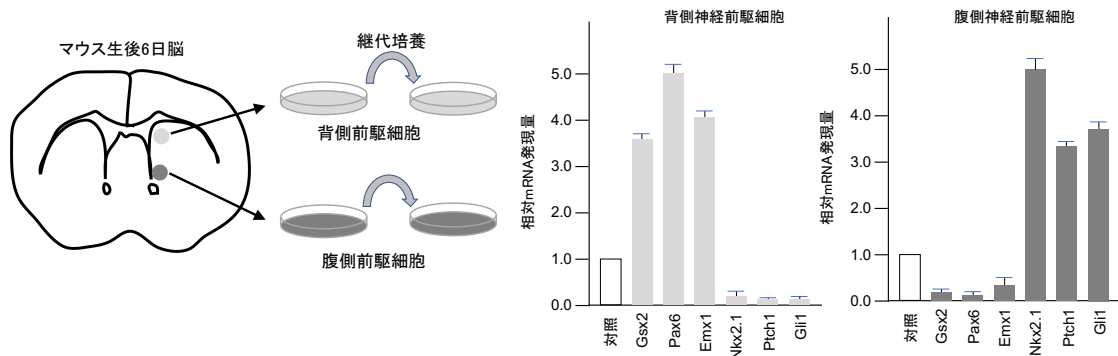 マウス生後6日脳
継代培養
背側前駆細胞
腹側前駆細胞
背側神経前駆細胞
相対mRNA発現量
5.0
4.0
3.0
2.0
1.0
0.0
対照
Gsx2
Pax6
Emx1
Nkx2.1
Ptch1
Gli1
腹側神経前駆細胞
相対mRNA発現量
5.0
4.0
3.0
2.0
1.0
0.0
対照
Gsx2
Pax6
Emx1
Nkx2.1
Ptch1
Gli1